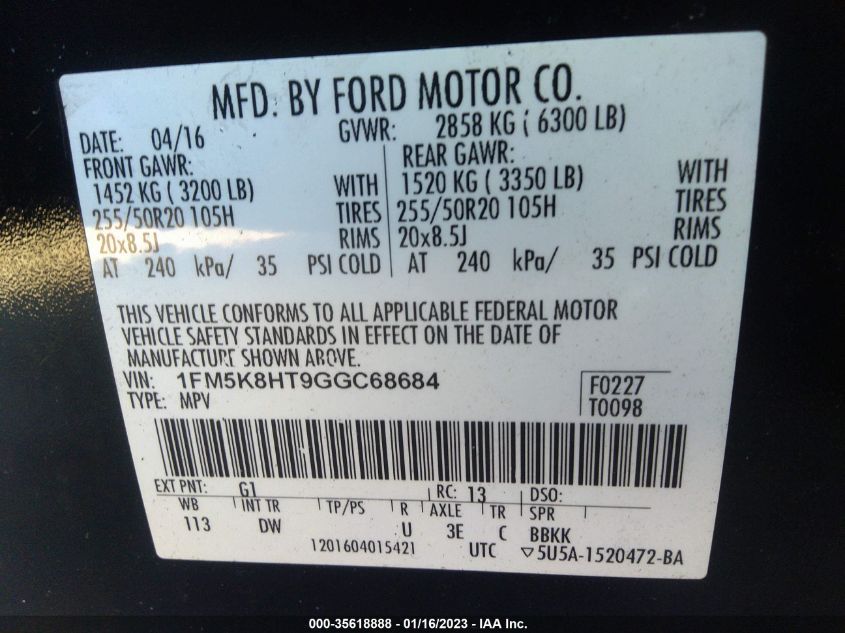 MFD. BY FORD MOTOR CO.
DATE: 04/16 GVWR: 2858 KG ( 6300 LB)
FRONT GAWR: REAR GAWR:
1452 KG ( 3200 LB) WITH 1520 KG ( 3350 LB) WITH
255/50R20 105H TIRES 255/50R20 105H TIRES
20x8.5J RIMS 20x8.5J RIMS
AT 240 kPa/ 35 PSI COLD AT 240 kPa/ 35 PSI COLD
THIS VEHICLE CONFORMS TO ALL APPLICABLE FEDERAL MOTOR
VEHICLE SAFETY STANDARDS IN EFFECT ON THE DATE OF
MANUFACTURE SHOWN ABOVE.
VIN: 1FM5K8HT9GGC68684 F0227
TYPE: MPV T0098
EXT PNT: G1 RC: 13 DSO:
WB INT TR TP/PS R AXLE TR SPR
113 DW U 3E C BBKK
1201604015421 UTC ▽5U5A-1520472-BA
000-35618888 - 01/16/2023 - IAA Inc.